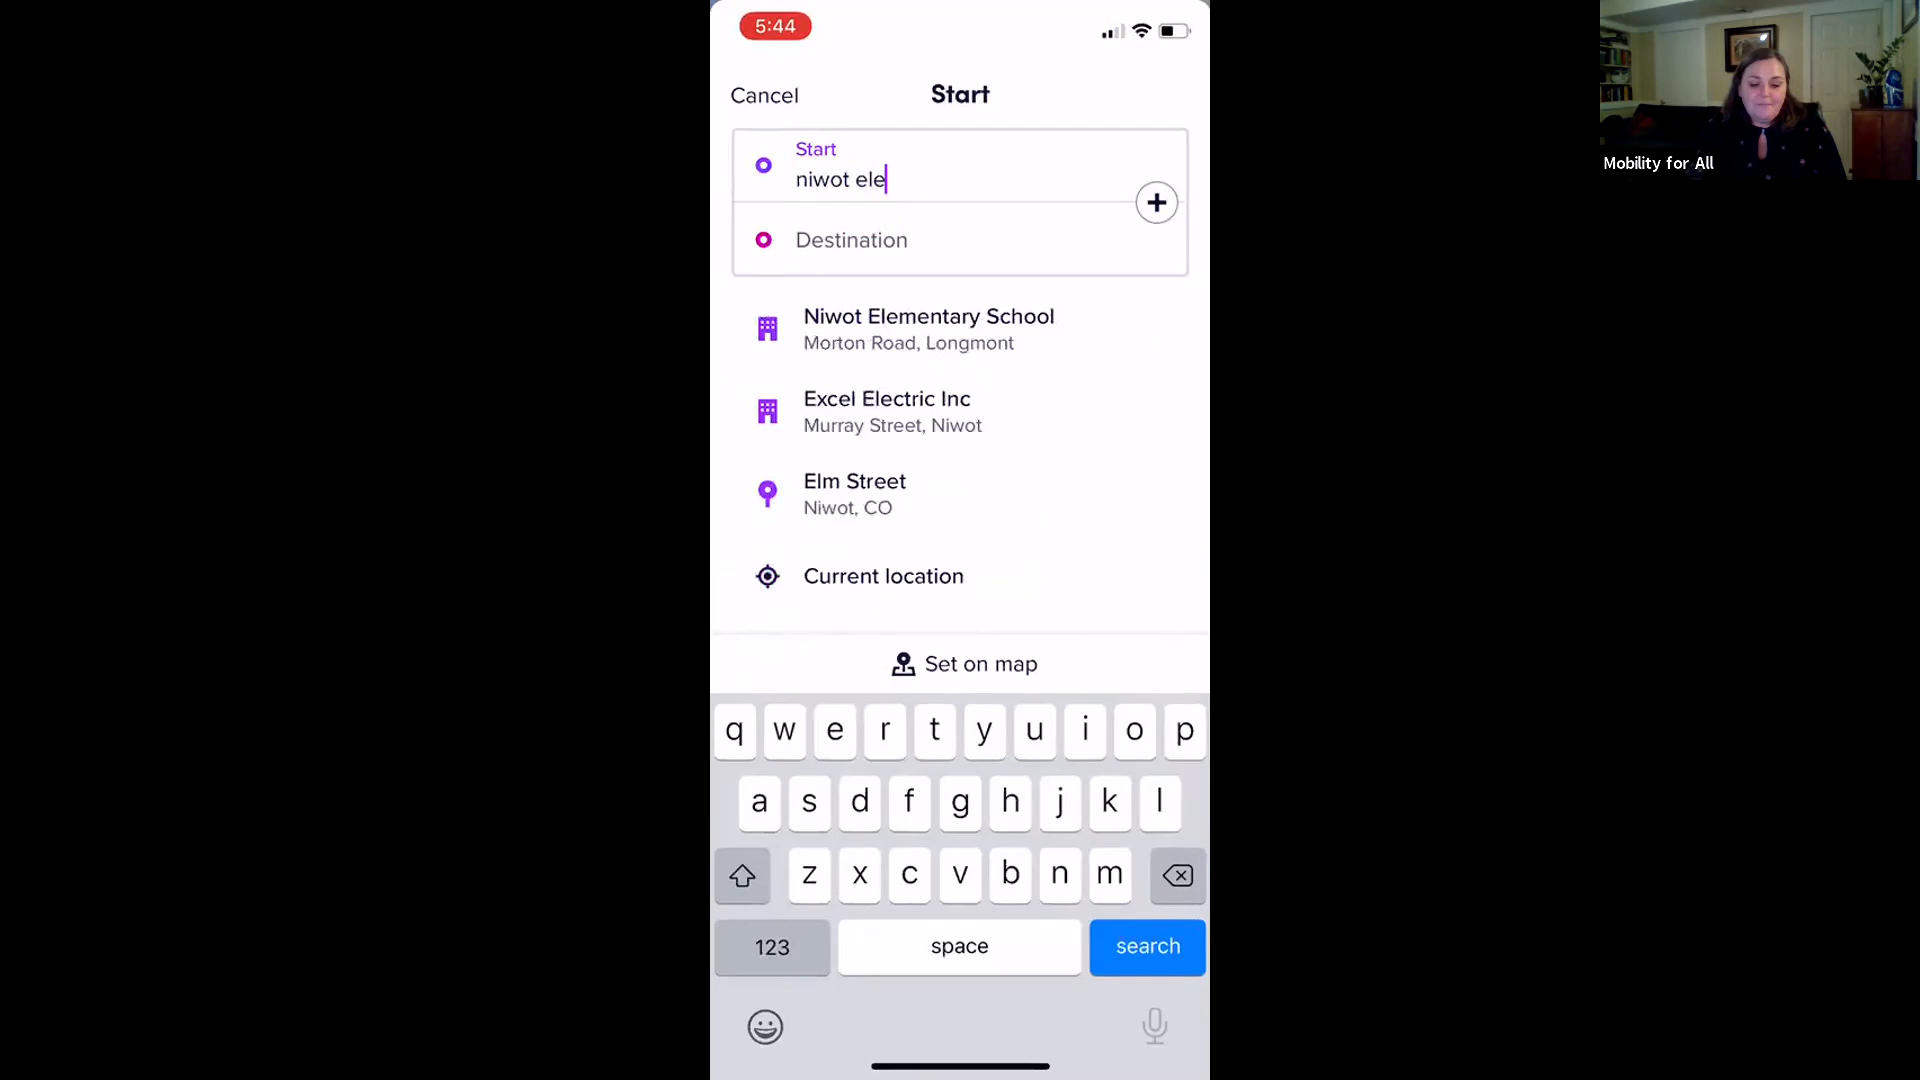 5:44
Cancel
Start
Start
niwot ele
Destination
Niwot Elementary School
Morton Road, Longmont
Excel Electric Inc
Murray Street, Niwot
Elm Street
Niwot, CO
Current location
Set on map
q w e r t y u i o p
a s d f g h j k l
z x c v b n m
123 space search
Mobility for All